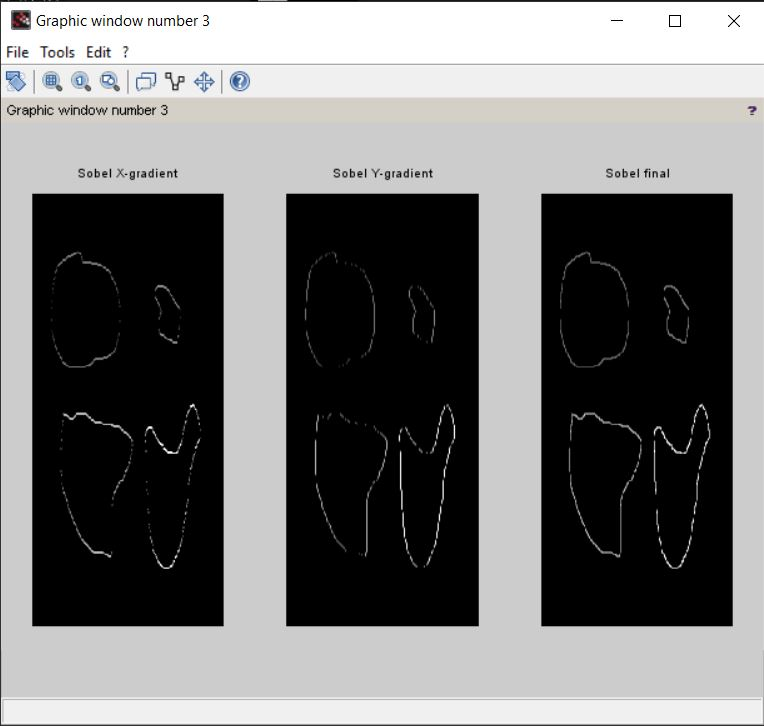 Graphic window number 3
File Tools Edit ?
Graphic window number 3 ?
Sobel X-gradient Sobel Y-gradient Sobel final